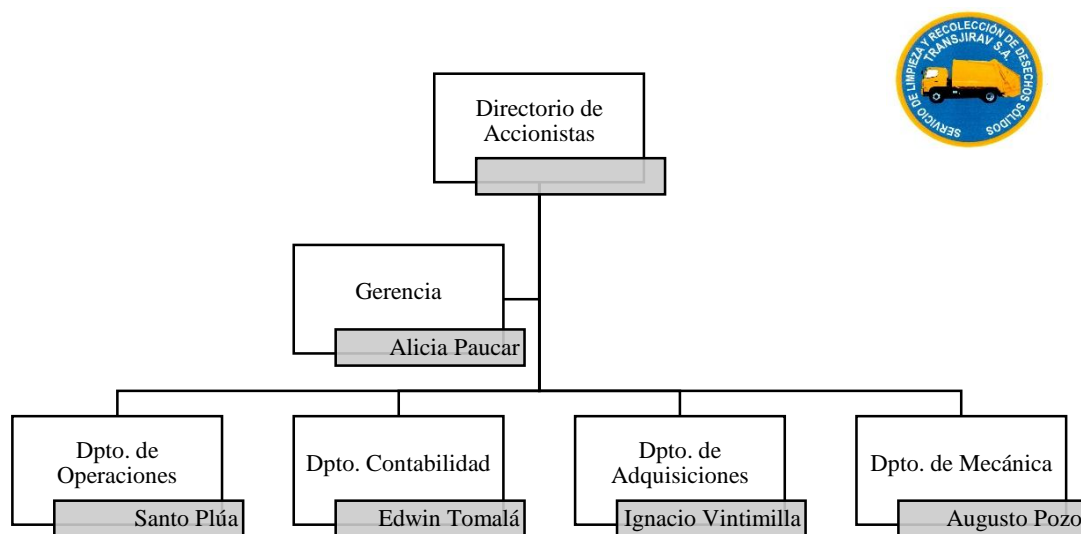 SERVICIO DE LIMPIEZA Y RECOLECCIÓN DE DESECHOS SÓLIDOS
TRANSJIRAV S.A.
Directorio de
Accionistas
Gerencia
Alicia Paucar
Dpto. de
Operaciones
Santo Plúa
Dpto. Contabilidad
Edwin Tomalá
Dpto. de
Adquisiciones
Ignacio Vintimilla
Dpto. de Mecánica
Augusto Pozo